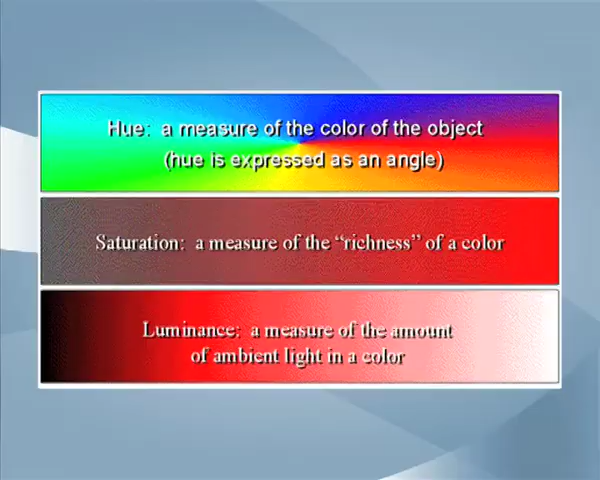 Hue:  a measure of the color of the object
(hue is expressed as an angle)
Saturation:  a measure of the “richness” of a color
Luminance:  a measure of the amount
of ambient light in a color